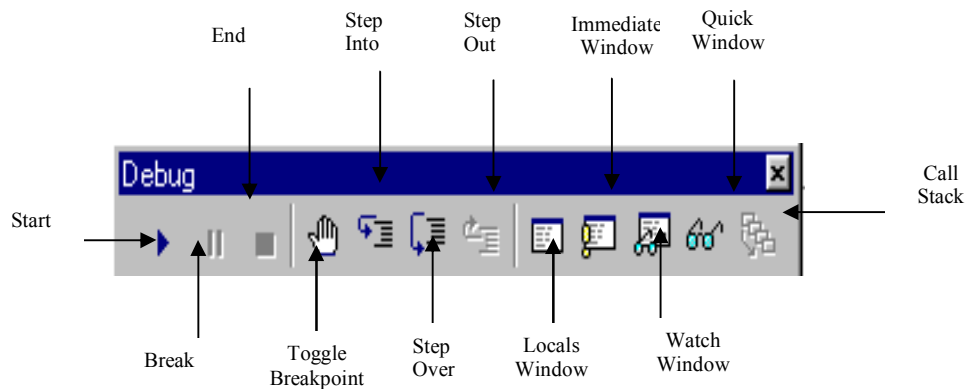 End
Step
Into
Step
Out
Immediate
Window
Quick
Window
Debug
Call
Stack
Start
Break
Toggle
Breakpoint
Step
Over
Locals
Window
Watch
Window